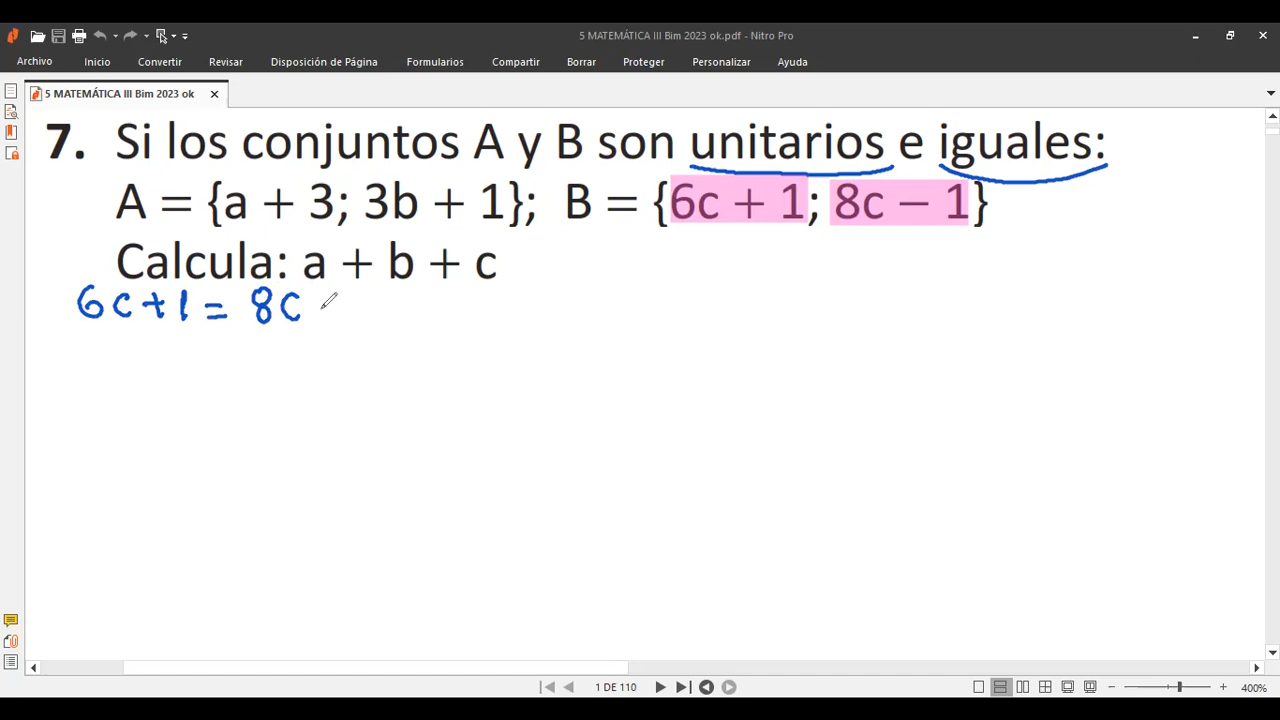 5 MATEMÁTICA III Bim 2023 ok.pdf - Nitro Pro
Archivo Inicio Convertir Revisar Disposición de Página Formularios Compartir Borrar Proteger Personalizar Ayuda
5 MATEMÁTICA III Bim 2023 ok
7. Si los conjuntos A y B son unitarios e iguales:
A = {a + 3; 3b + 1}; B = {6c + 1; 8c − 1}
Calcula: a + b + c
6c+1 = 8c
1 DE 110
400%